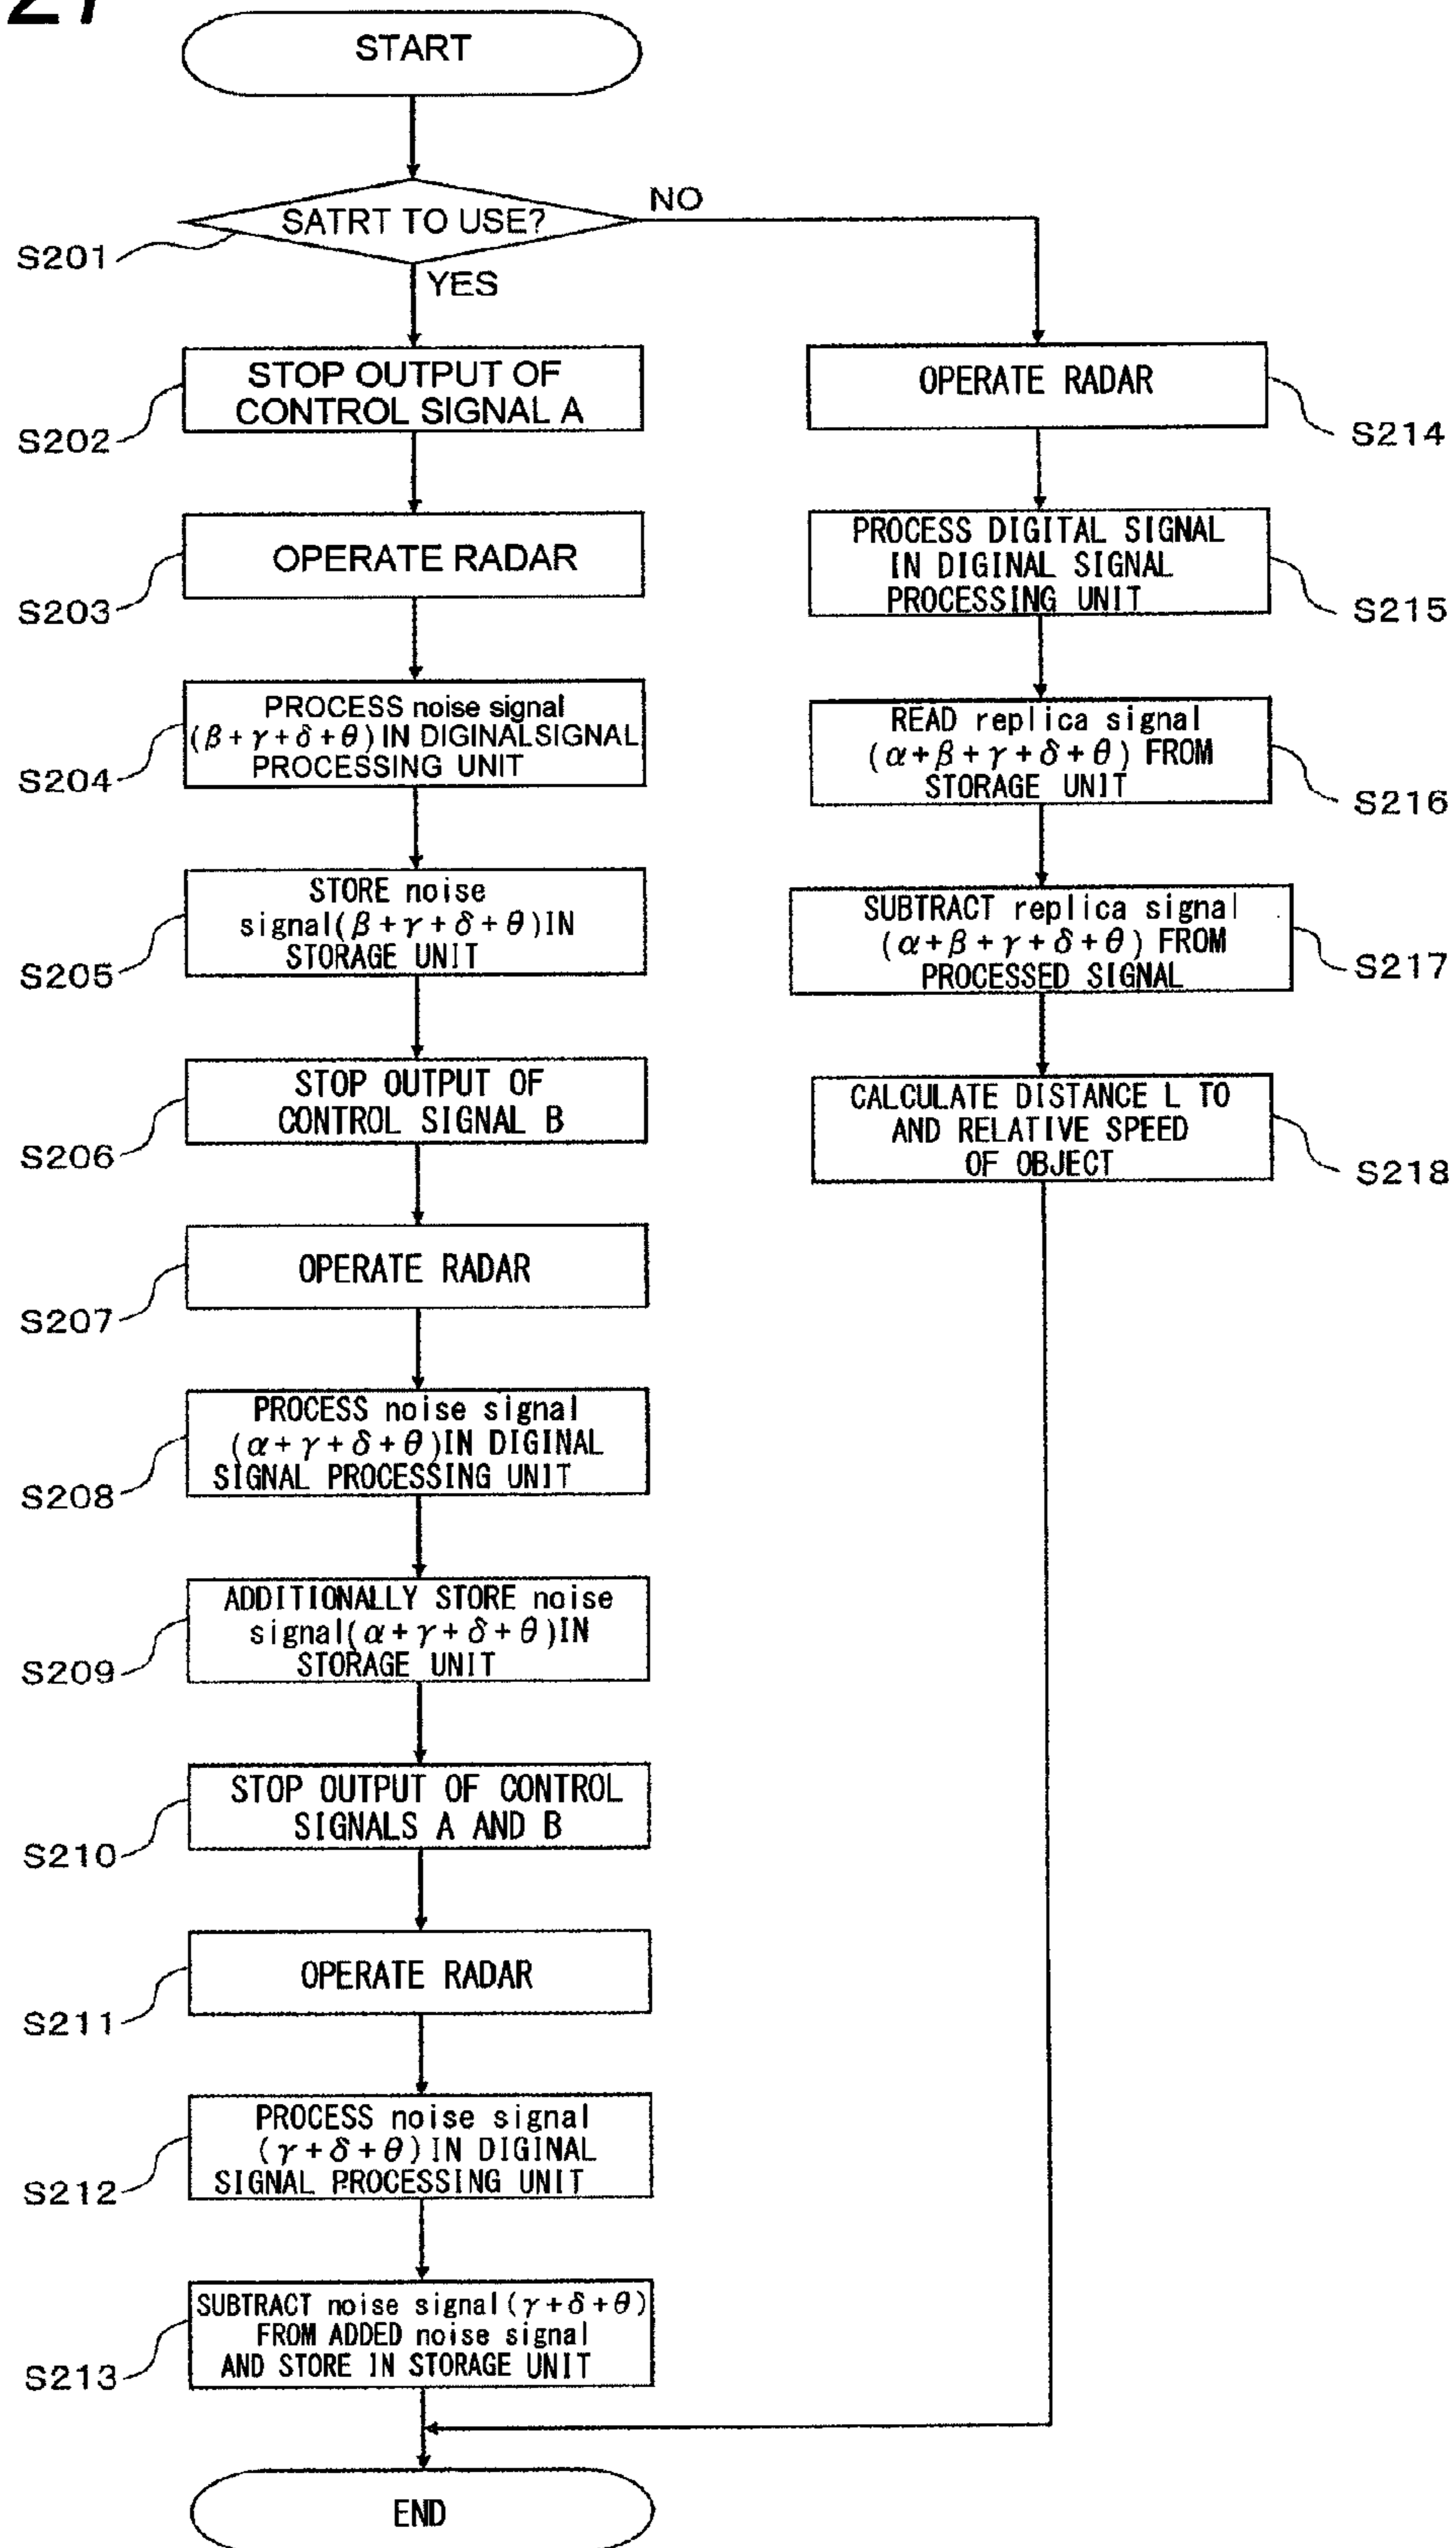 21
START
SATRT TO USE?
NO
S201
YES
STOP OUTPUT OF
CONTROL SIGNAL A
S202
OPERATE RADAR
S203
PROCESS noise signal
(β+γ+δ+θ) IN DIGINALSIGNAL
PROCESSING UNIT
S204
STORE noise
signal(β+γ+δ+θ)IN
STORAGE UNIT
S205
STOP OUTPUT OF
CONTROL SIGNAL B
S206
OPERATE RADAR
S207
PROCESS noise signal
(α+γ+δ+θ)IN DIGINAL
SIGNAL PROCESSING UNIT
S208
ADDITIONALLY STORE noise
signal(α+γ+δ+θ)IN
STORAGE UNIT
S209
STOP OUTPUT OF CONTROL
SIGNALS A AND B
S210
OPERATE RADAR
S211
PROCESS noise signal
(γ+δ+θ)IN DIGINAL
SIGNAL PROCESSING UNIT
S212
SUBTRACT noise signal(γ+δ+θ)
FROM ADDED noise signal
AND STORE IN STORAGE UNIT
S213
OPERATE RADAR
S214
PROCESS DIGITAL SIGNAL
IN DIGINAL SIGNAL
PROCESSING UNIT
S215
READ replica signal
(α+β+γ+δ+θ) FROM
STORAGE UNIT
S216
SUBTRACT replica signal
(α+β+γ+δ+θ) FROM
PROCESSED SIGNAL
S217
CALCULATE DISTANCE L TO
AND RELATIVE SPEED
OF OBJECT
S218
END